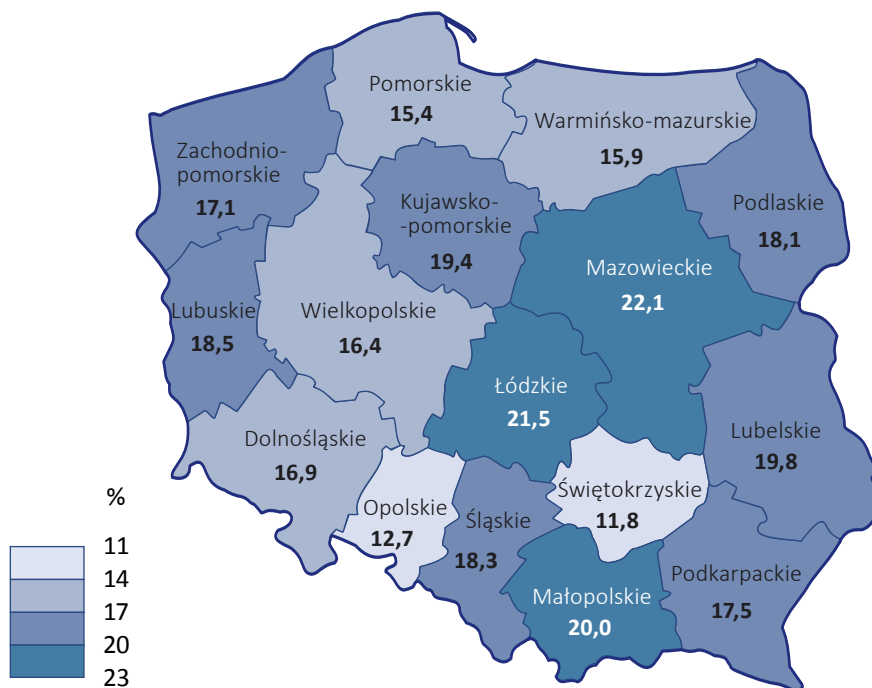 Pomorskie
15,4
Warmińsko-mazurskie
15,9
Zachodnio-
pomorskie
17,1
Kujawsko-
-pomorskie
19,4
Podlaskie
18,1
Mazowieckie
22,1
Lubuskie
18,5
Wielkopolskie
16,4
Łódzkie
21,5
Dolnośląskie
16,9
Lubelskie
19,8
Opolskie
12,7
Śląskie
18,3
Świętokrzyskie
11,8
Małopolskie
20,0
Podkarpackie
17,5
%
11
14
17
20
23